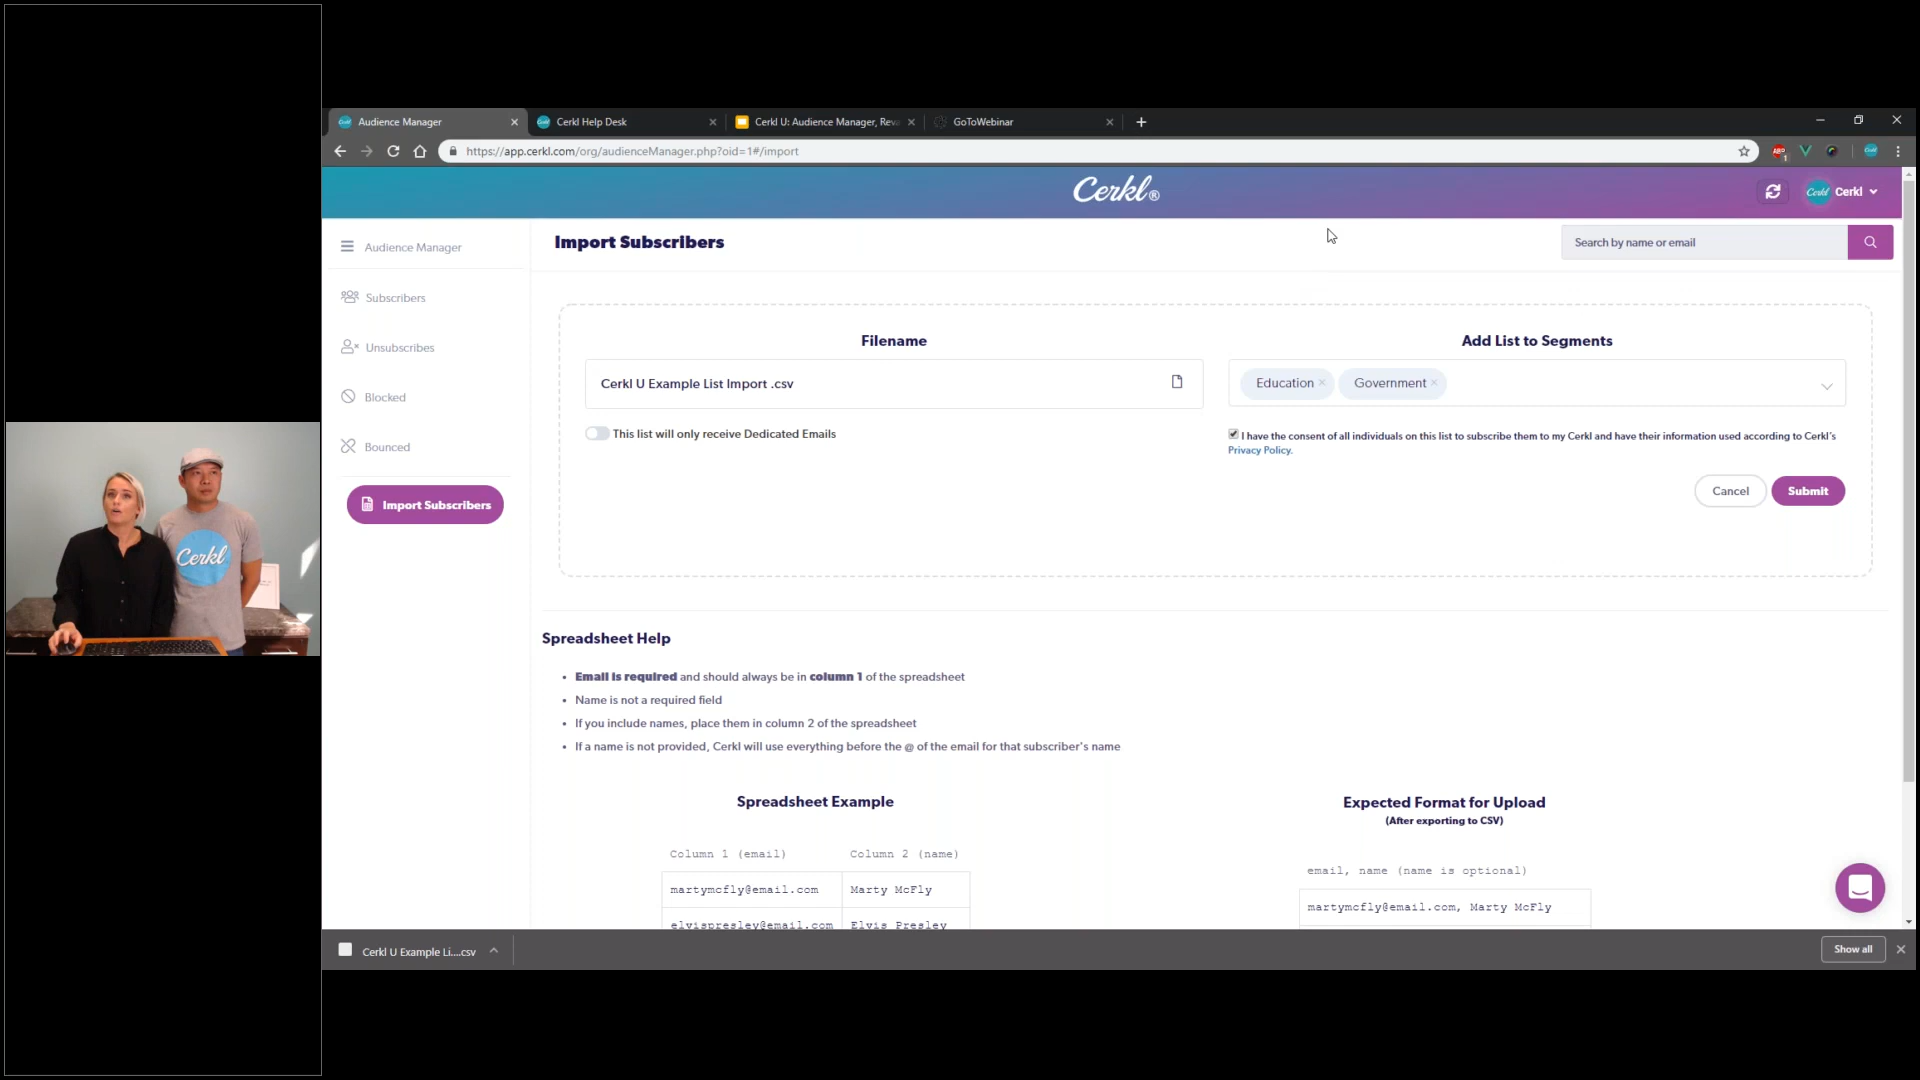 Audience Manager
Cerkl Help Desk
Cerkl U: Audience Manager, Reva
GoToWebinar
https://app.cerkl.com/org/audienceManager.php?oid=1#/import
ABP
1
Cerkl®
Cerkl
Cerkl
Audience Manager
Import Subscribers
Search by name or email
Subscribers
Unsubscribes
Blocked
Bounced
Import Subscribers
Filename
Add List to Segments
Cerkl U Example List Import .csv
Education
Government
This list will only receive Dedicated Emails
I have the consent of all individuals on this list to subscribe them to my Cerkl and have their information used according to Cerkl's
Privacy Policy.
Cancel
Submit
Cerkl
Spreadsheet Help
• Email is required and should always be in column 1 of the spreadsheet
• Name is not a required field
• If you include names, place them in column 2 of the spreadsheet
• If a name is not provided, Cerkl will use everything before the @ of the email for that subscriber's name
Spreadsheet Example
Expected Format for Upload
(After exporting to CSV)
Column 1 (email)
Column 2 (name)
email, name (name is optional)
martymcfly@email.com
Marty McFly
martymcfly@email.com, Marty McFly
elvispresley@email.com
Elvis Presley
Cerkl U Example Li....csv
Show all